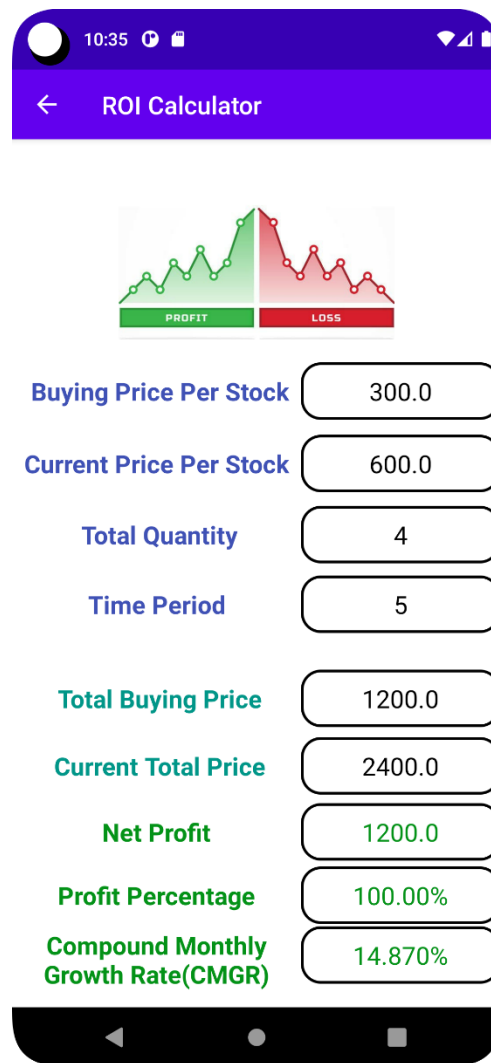 10:35
ROI Calculator
PROFIT LOSS
Buying Price Per Stock 300.0
Current Price Per Stock 600.0
Total Quantity 4
Time Period 5
Total Buying Price 1200.0
Current Total Price 2400.0
Net Profit 1200.0
Profit Percentage 100.00%
Compound Monthly
Growth Rate(CMGR) 14.870%